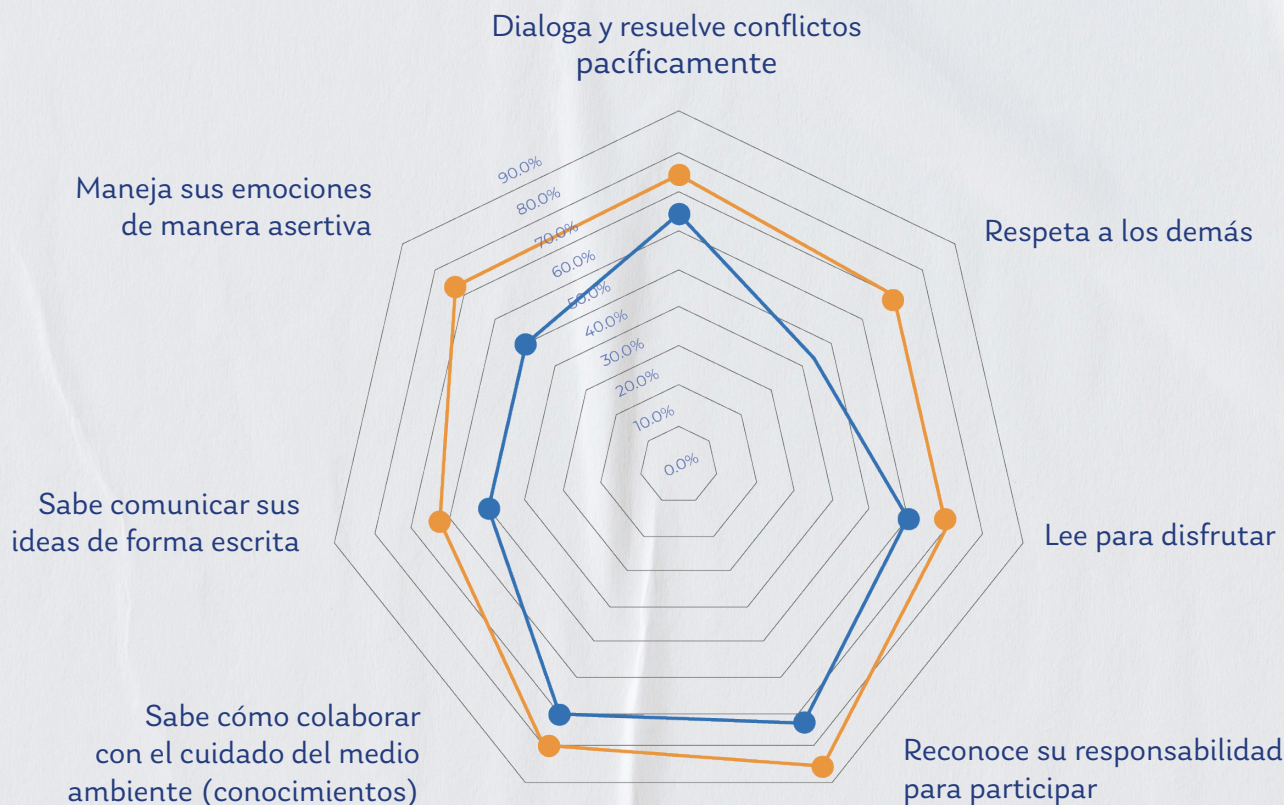 Dialoga y resuelve conflictos
pacíficamente
Maneja sus emociones
de manera asertiva
Respeta a los demás
90.0%
80.0%
70.0%
60.0%
50.0%
40.0%
30.0%
20.0%
10.0%
0.0%
Sabe comunicar sus
ideas de forma escrita
Lee para disfrutar
Sabe cómo colaborar
con el cuidado del medio
ambiente (conocimientos)
Reconoce su responsabilidad
para participar